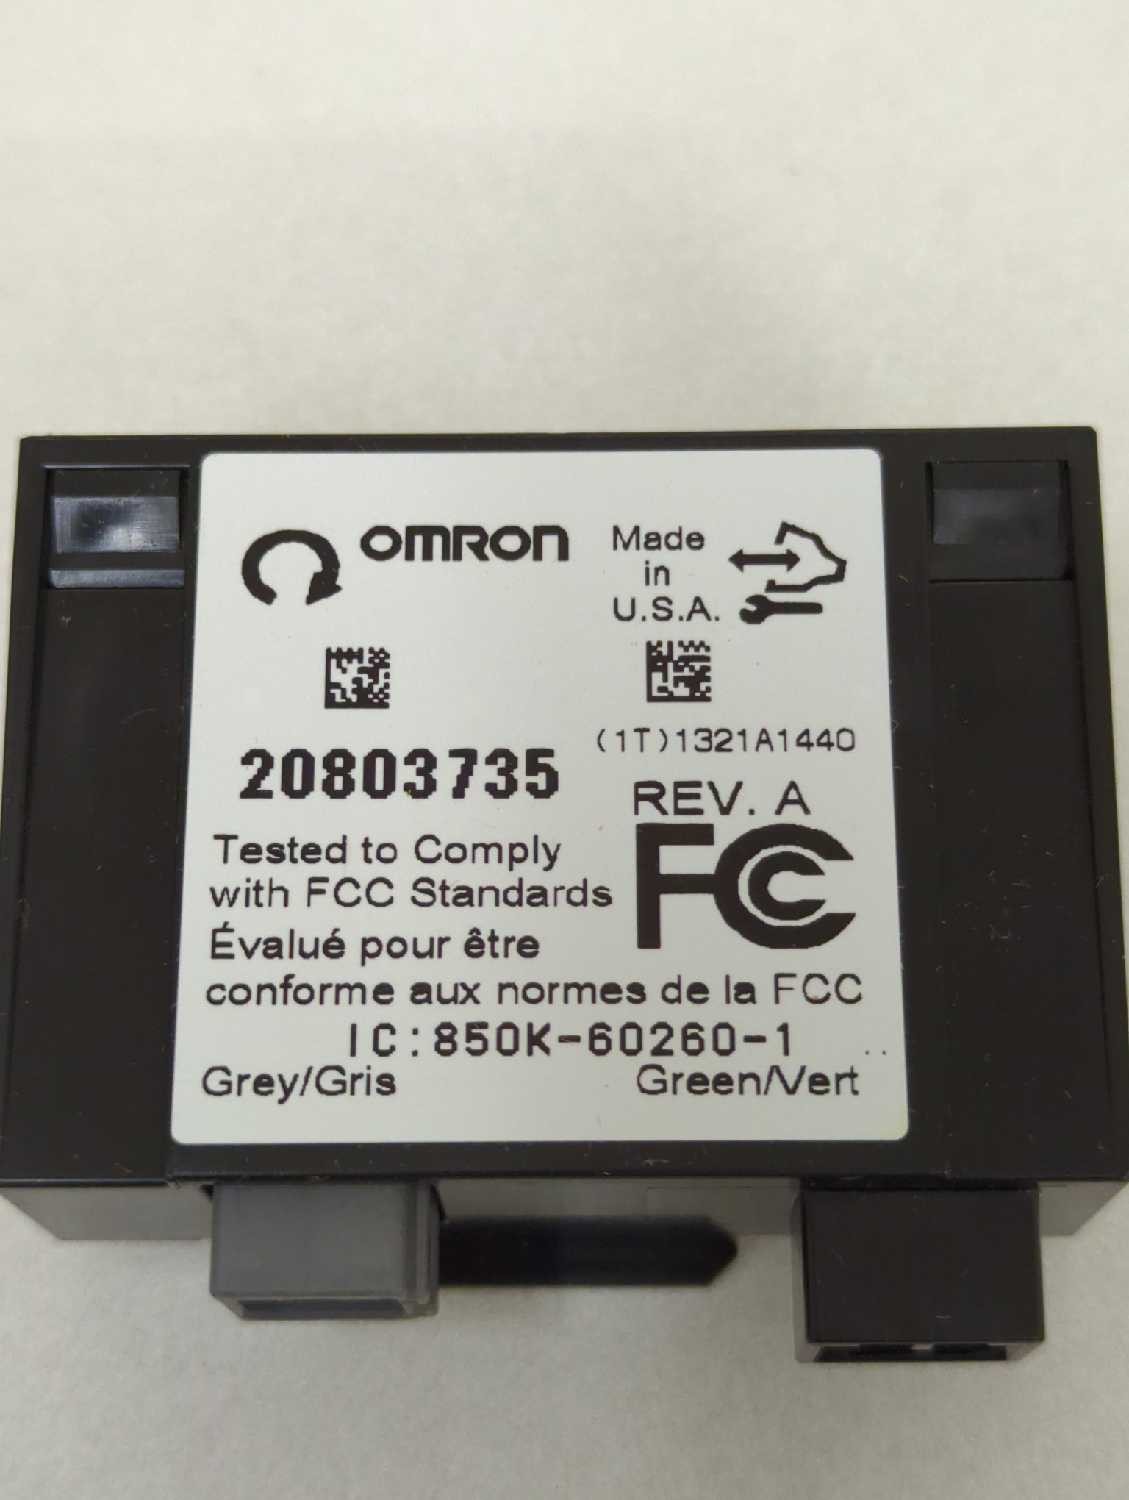 OMRON
Made
in
U.S.A.
(1T)1321A1440
20803735
REV. A
FC
Tested to Comply
with FCC Standards
Évalué pour être
conforme aux normes de la FCC
IC:850K-60260-1
Grey/Gris
Green/Vert